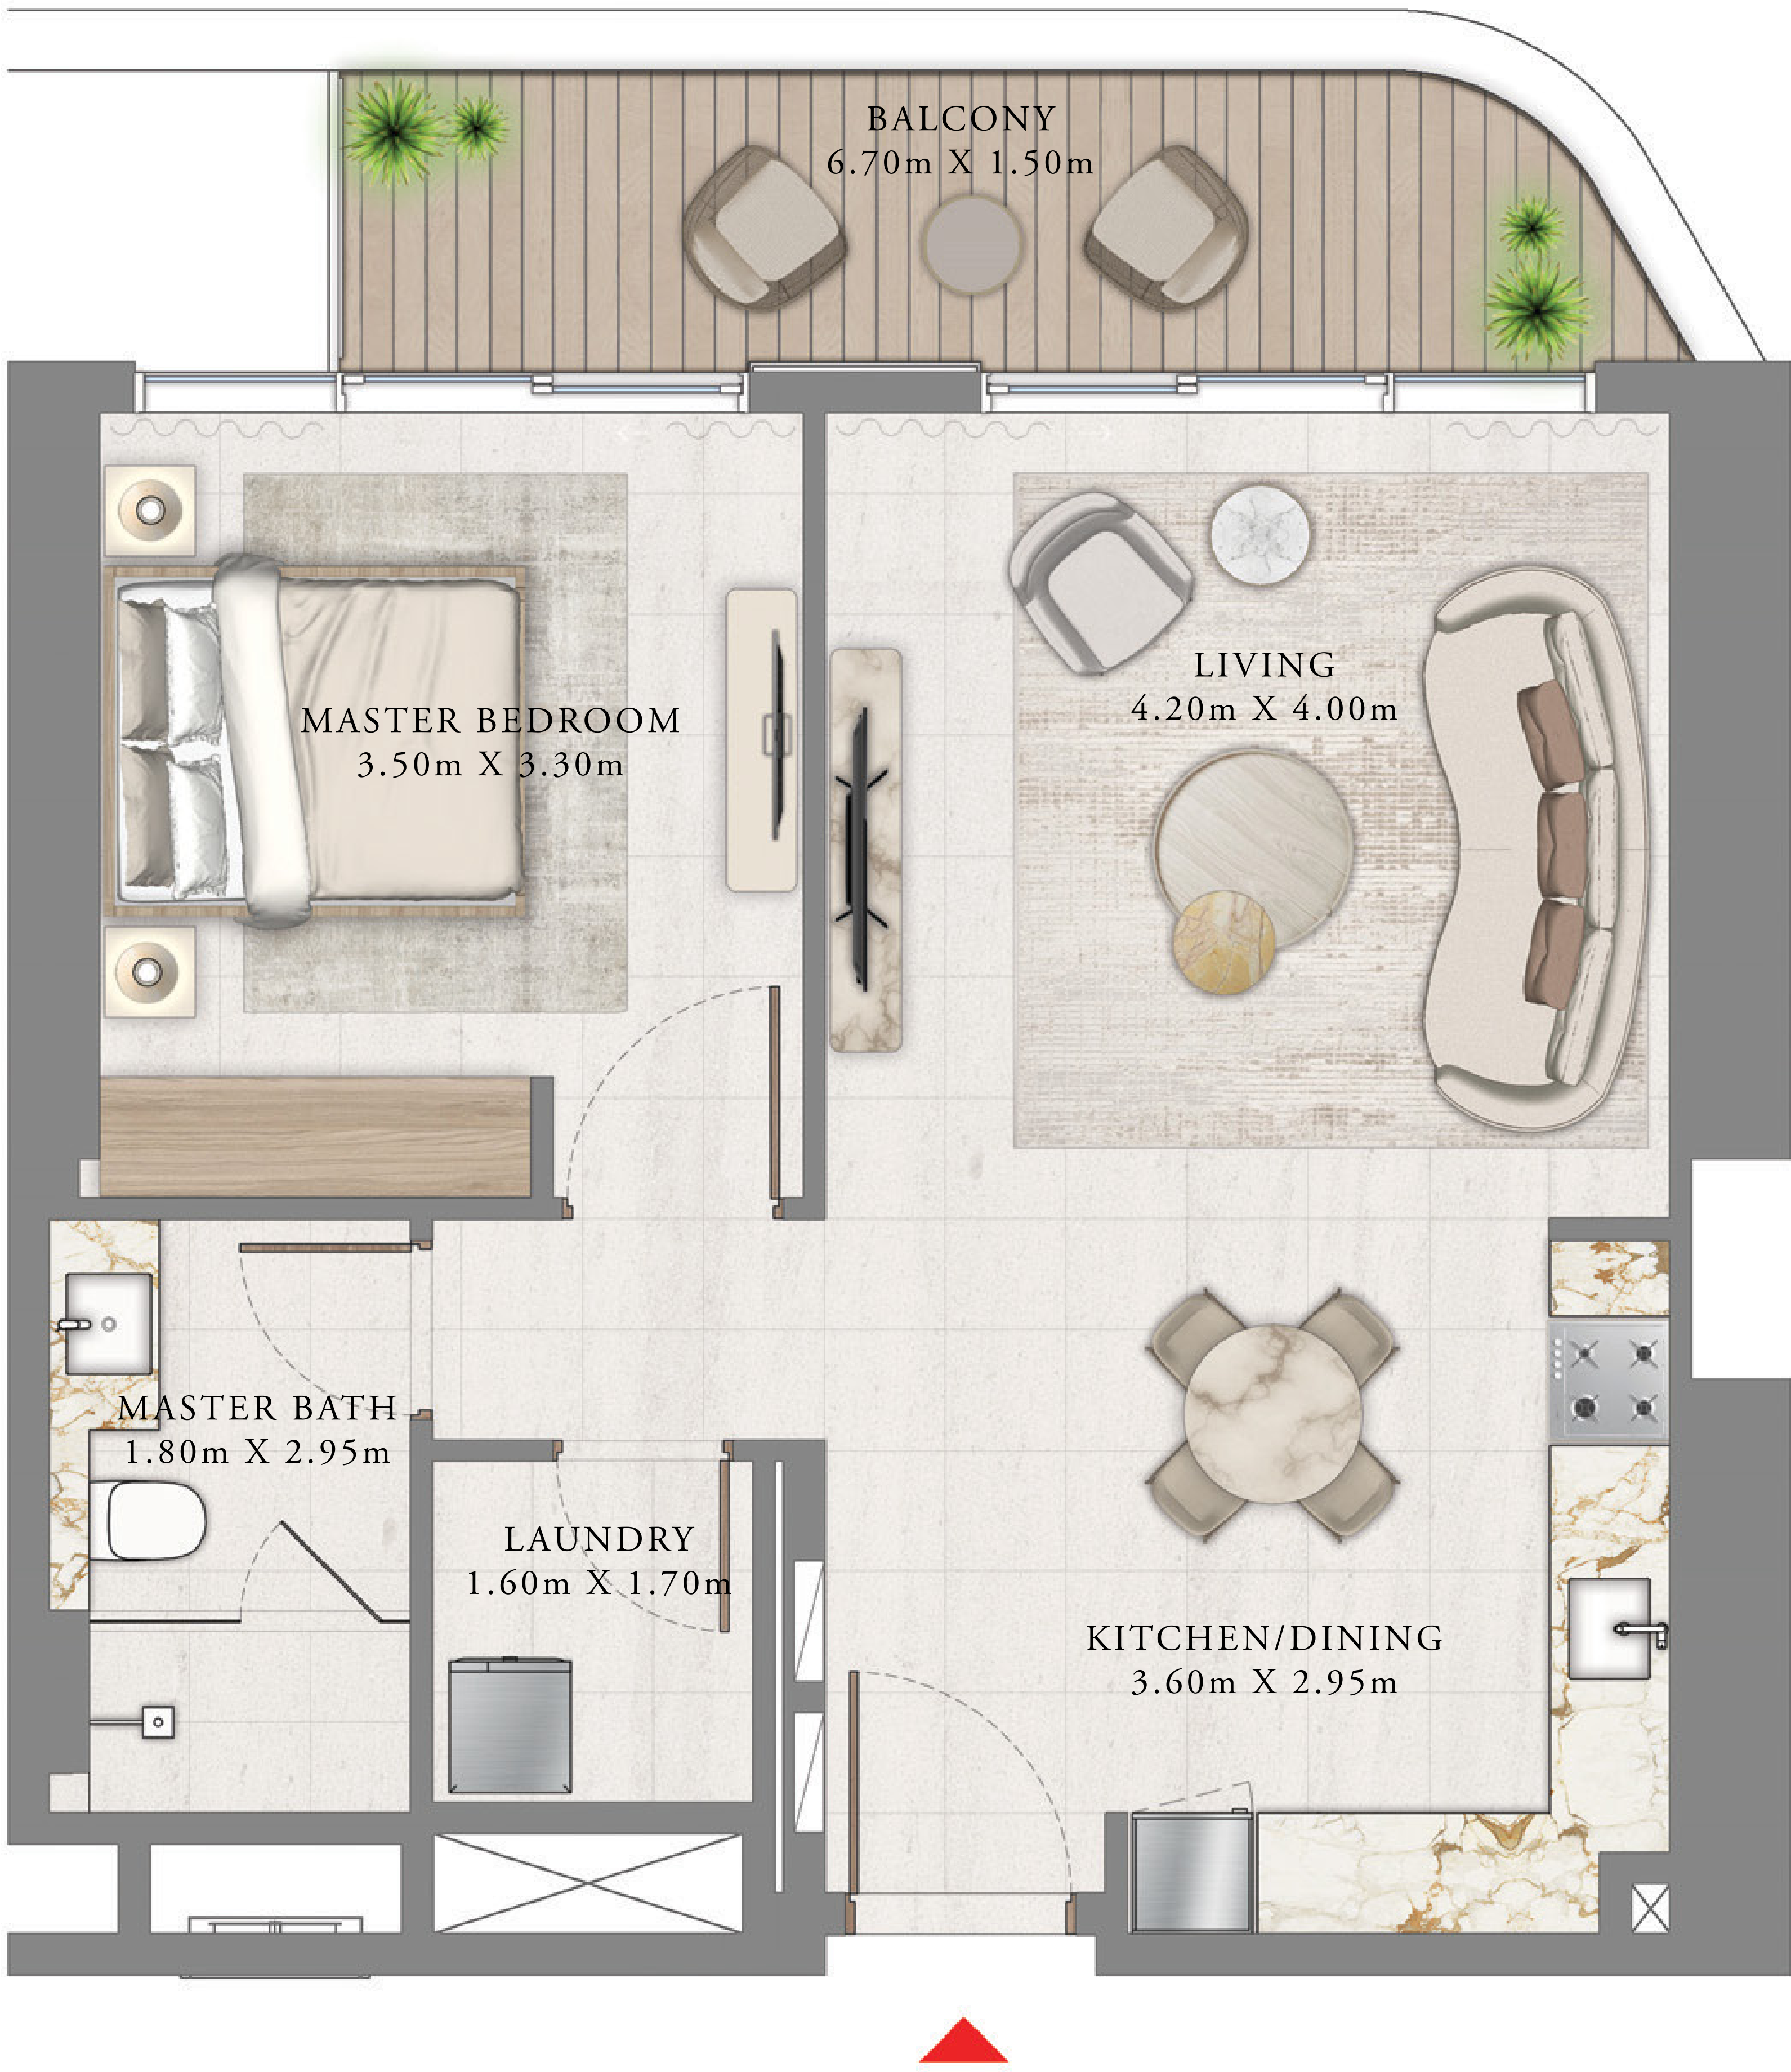 BALCONY
6.70m X 1.50m
MASTER BEDROOM
3.50m X 3.30m
LIVING
4.20m X 4.00m
MASTER BATH
1.80m X 2.95m
LAUNDRY
1.60m X 1.70m
KITCHEN/DINING
3.60m X 2.95m